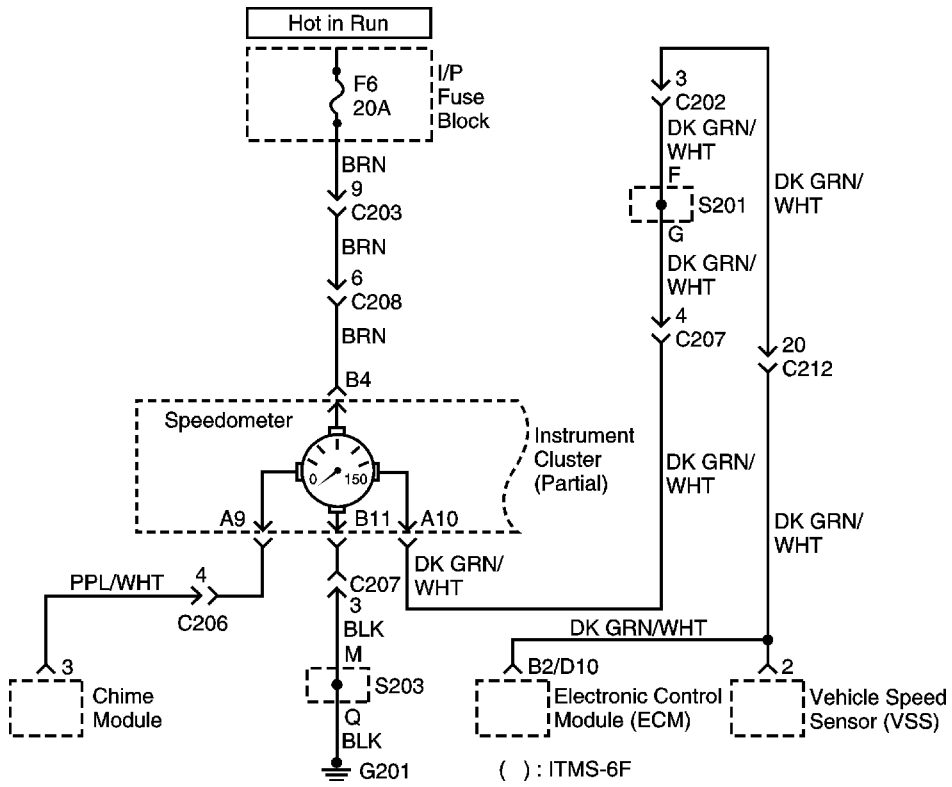 Hot in Run
F6
20A
I/P
Fuse
Block
BRN
9
C203
BRN
6
C208
BRN
B4
3
C202
DK GRN/
WHT
F
S201
G
DK GRN/
WHT
4
C207
DK GRN/
WHT
20
C212
Speedometer
0
150
Instrument
Cluster
(Partial)
A9
B11
A10
DK GRN/
WHT
DK GRN/
WHT
DK GRN/
WHT
PPL/WHT
4
C206
C207
3
BLK
M
S203
Q
BLK
G201
3
Chime
Module
DK GRN/WHT
B2/D10
Electronic Control
Module (ECM)
2
Vehicle Speed
Sensor (VSS)
( ) : ITMS-6F